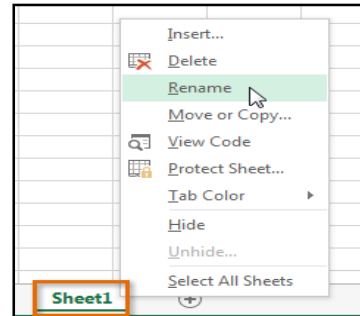 Insert...
Delete
Rename
Move or Copy...
View Code
Protect Sheet...
Tab Color
Hide
Unhide...
Select All Sheets
Sheet1